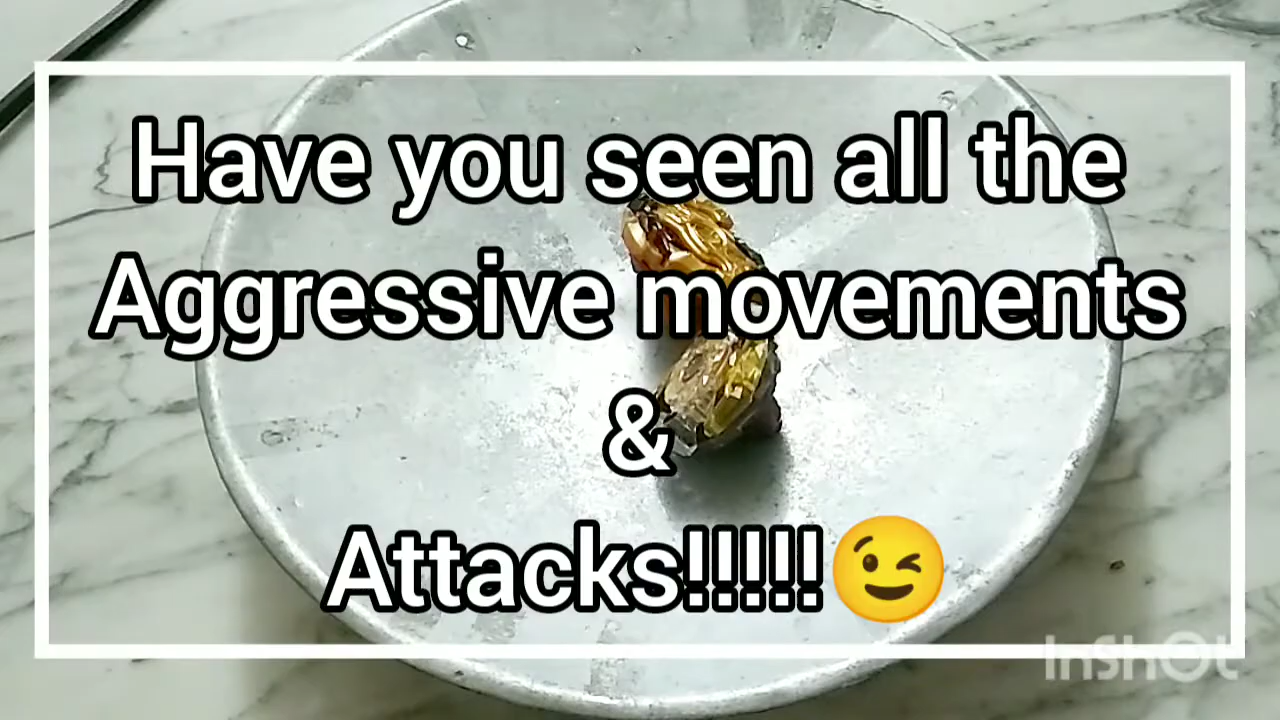 Have you seen all the
Aggressive movements
&
Attacks!!!!!😉
InShOt